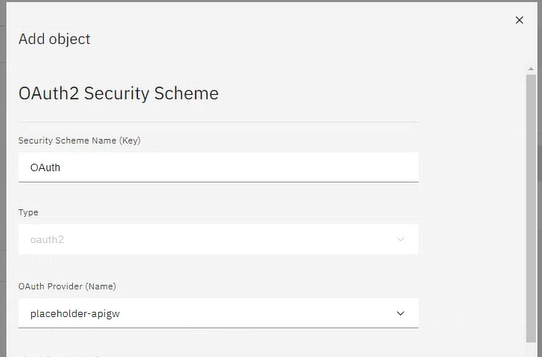 Add object
OAuth2 Security Scheme
Security Scheme Name (Key)
OAuth
Type
oauth2
OAuth Provider (Name)
placeholder-apigw